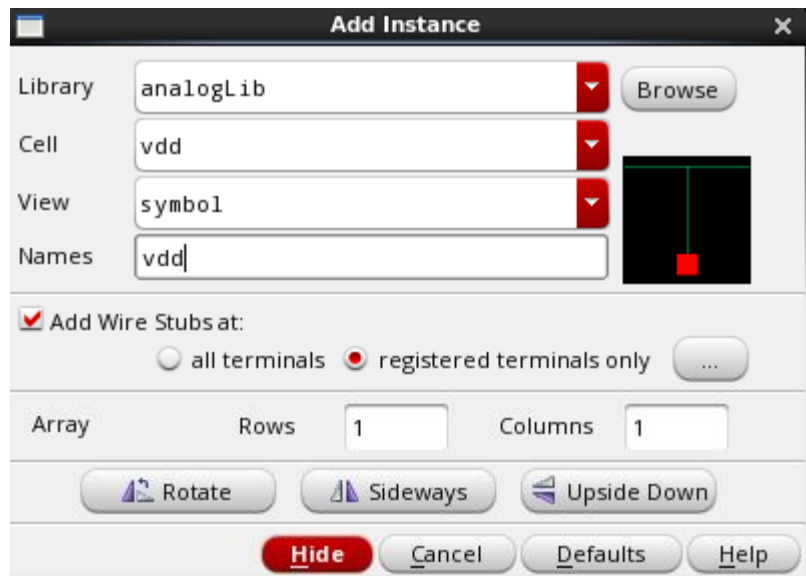 Add Instance
Library analogLib Browse
Cell vdd
View symbol
Names vdd
Add Wire Stubs at:
all terminals registered terminals only ...
Array Rows 1 Columns 1
Rotate Sideways Upside Down
Hide Cancel Defaults Help